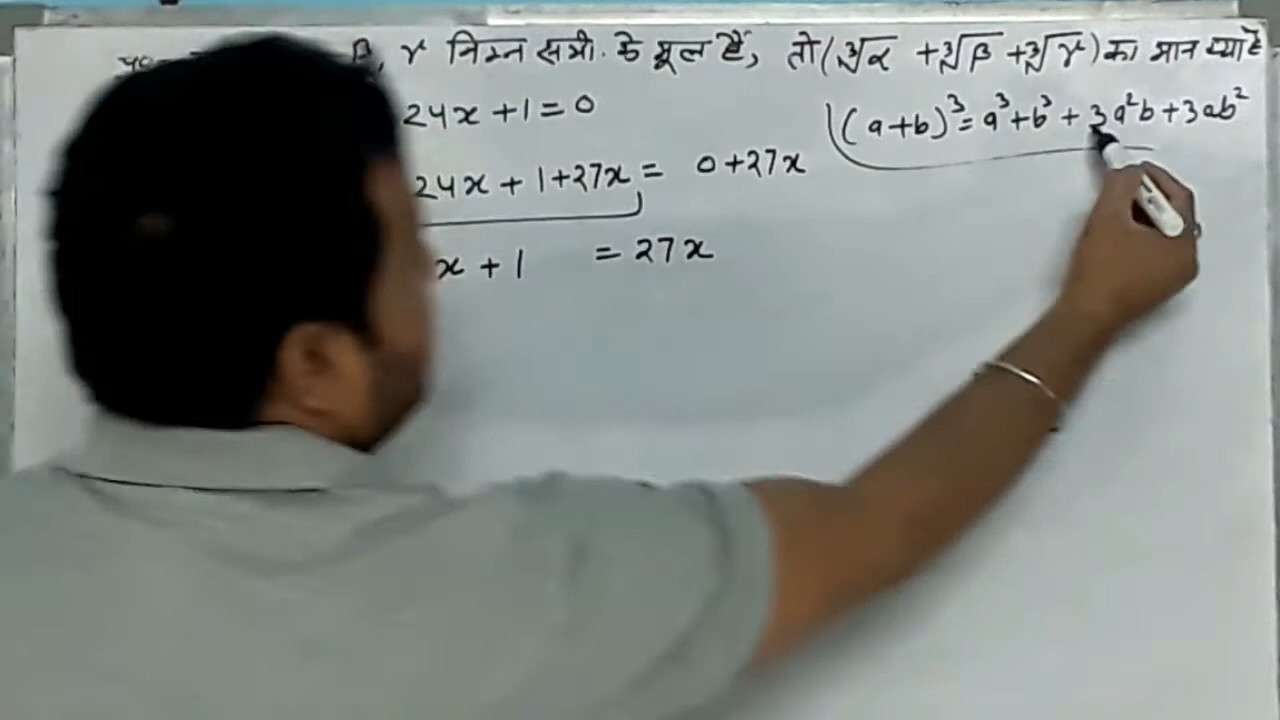 β, γ निम्न समी. के मूल हैं, तो (∛α + ∛β + ∛γ) का मान क्या है
24x + 1 = 0
(a+b)³ = a³ + b³ + 3a²b + 3ab²
24x + 1 + 27x = 0 + 27x
x + 1 = 27x